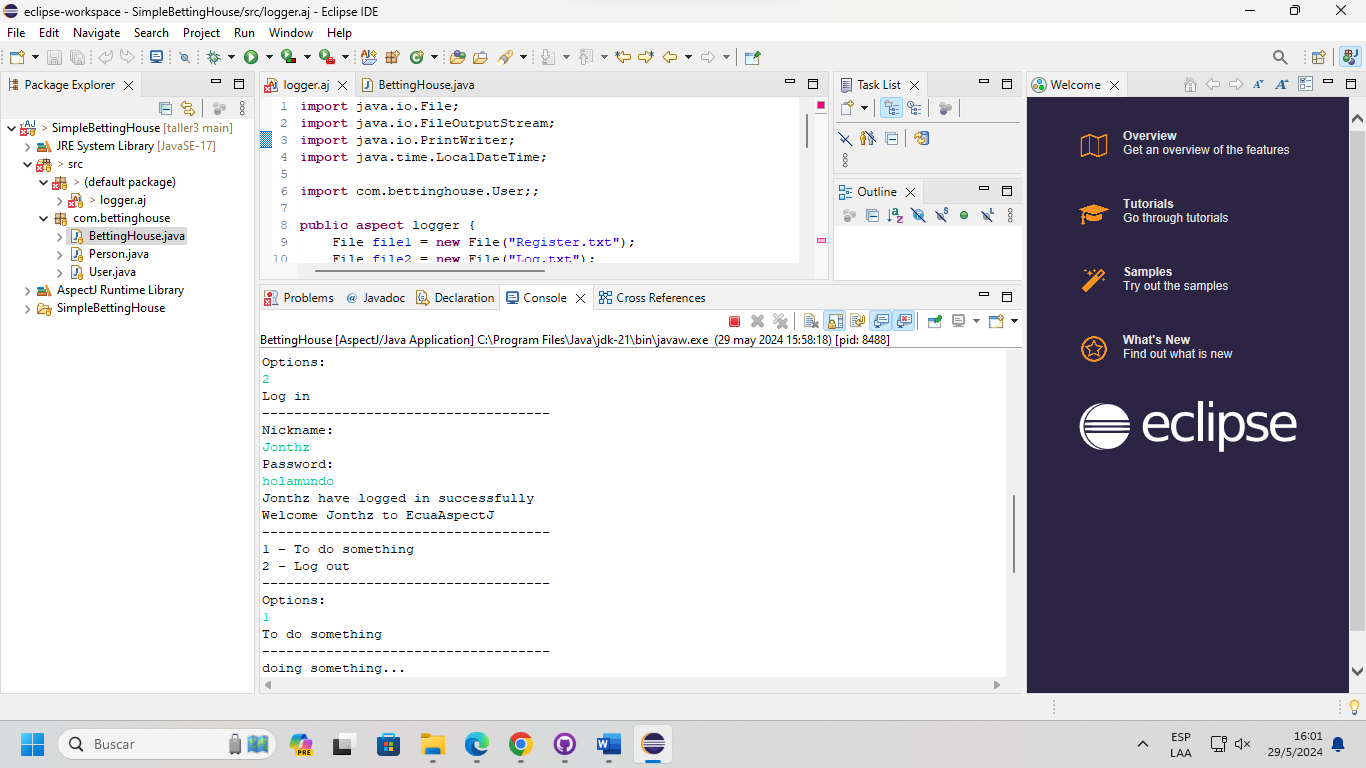 eclipse-workspace - SimpleBettingHouse/src/logger.aj - Eclipse IDE
File Edit Navigate Search Project Run Window Help
Package Explorer
> SimpleBettingHouse [taller3 main]
JRE System Library [JavaSE-17]
> src
> (default package)
> logger.aj
com.bettinghouse
BettingHouse.java
Person.java
User.java
AspectJ Runtime Library
SimpleBettingHouse
logger.aj
BettingHouse.java
1 import java.io.File;
2 import java.io.FileOutputStream;
3 import java.io.PrintWriter;
4 import java.time.LocalDateTime;
5
6 import com.bettinghouse.User;;
7
8 public aspect logger {
9 File file1 = new File("Register.txt");
10 File file2 = new File("Log.txt");
Task List
Outline
Problems
@ Javadoc
Declaration
Console
Cross References
BettingHouse [AspectJ/Java Application] C:\Program Files\Java\jdk-21\bin\javaw.exe (29 may 2024 15:58:18) [pid: 8488]
Options:
2
Log in
------------------------------------
Nickname:
Jonthz
Password:
holamundo
Jonthz have logged in successfully
Welcome Jonthz to EcuaAspectJ
------------------------------------
1 - To do something
2 - Log out
------------------------------------
Options:
1
To do something
------------------------------------
doing something...
Welcome
Overview
Get an overview of the features
Tutorials
Go through tutorials
Samples
Try out the samples
What's New
Find out what is new
eclipse
Buscar
PRE
ESP
LAA
16:01
29/5/2024